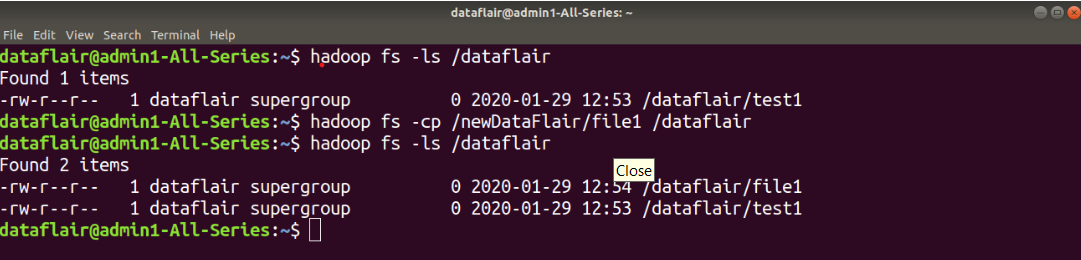 dataflair@admin1-All-Series: ~
File Edit View Search Terminal Help
dataflair@admin1-All-Series:~$ hadoop fs -ls /dataflair
Found 1 items
-rw-r--r--   1 dataflair supergroup          0 2020-01-29 12:53 /dataflair/test1
dataflair@admin1-All-Series:~$ hadoop fs -cp /newDataFlair/file1 /dataflair
dataflair@admin1-All-Series:~$ hadoop fs -ls /dataflair
Found 2 items
Close
-rw-r--r--   1 dataflair supergroup          0 2020-01-29 12:54 /dataflair/file1
-rw-r--r--   1 dataflair supergroup          0 2020-01-29 12:53 /dataflair/test1
dataflair@admin1-All-Series:~$